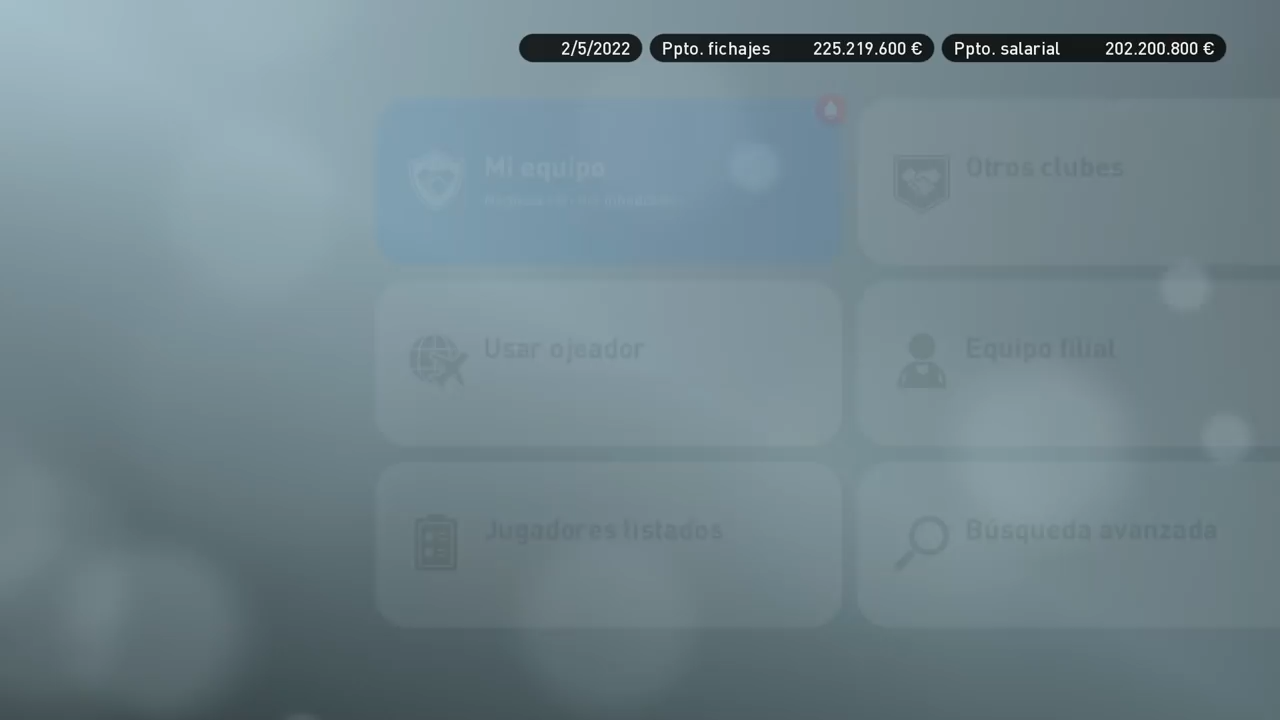 2/5/2022
Ppto. fichajes 225.219.600 €
Ppto. salarial 202.200.800 €
Mi equipo
Otros clubes
Usar ojeador
Equipo filial
Jugadores listados
Búsqueda avanzada